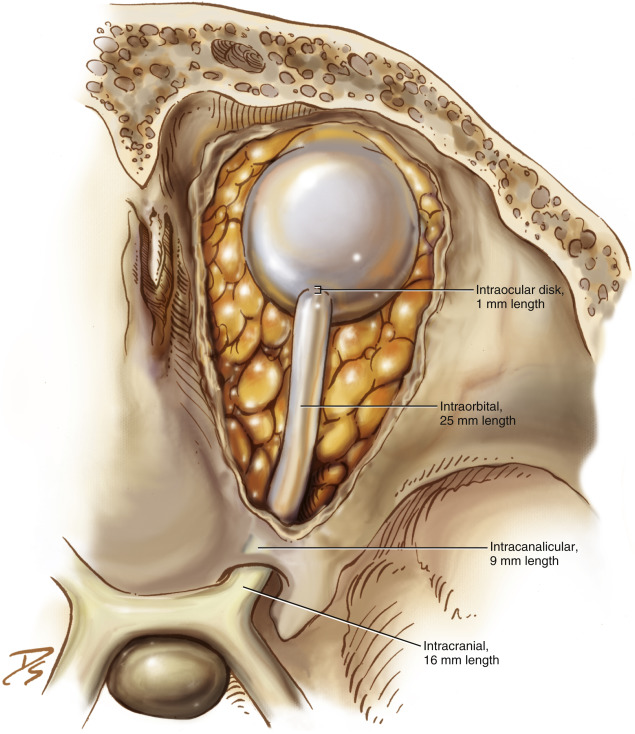 Intraocular disk,
1 mm length
Intraorbital,
25 mm length
Intracanalicular,
9 mm length
Intracranial,
16 mm length